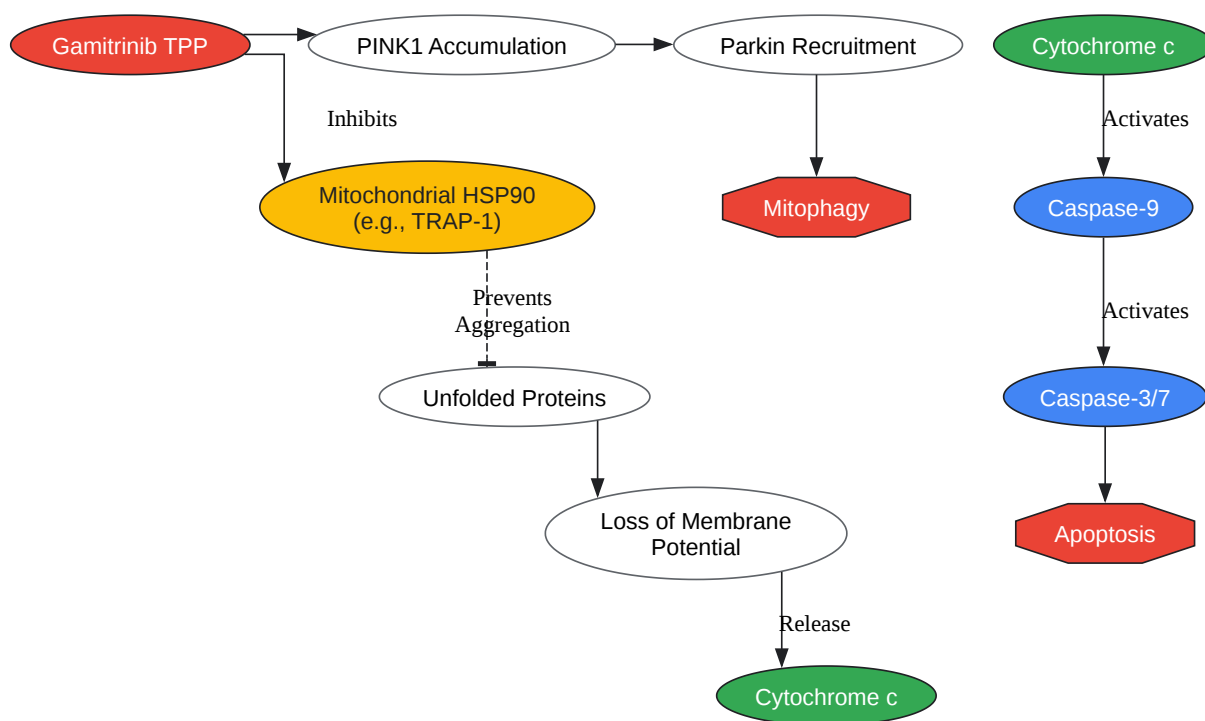 Gamitrinib TPP
PINK1 Accumulation
Parkin Recruitment
Cytochrome c
Inhibits
Activates
Mitochondrial HSP90
(e.g., TRAP-1)
Mitophagy
Caspase-9
Prevents
Aggregation
Activates
Unfolded Proteins
Caspase-3/7
Loss of Membrane
Potential
Apoptosis
Release
Cytochrome c